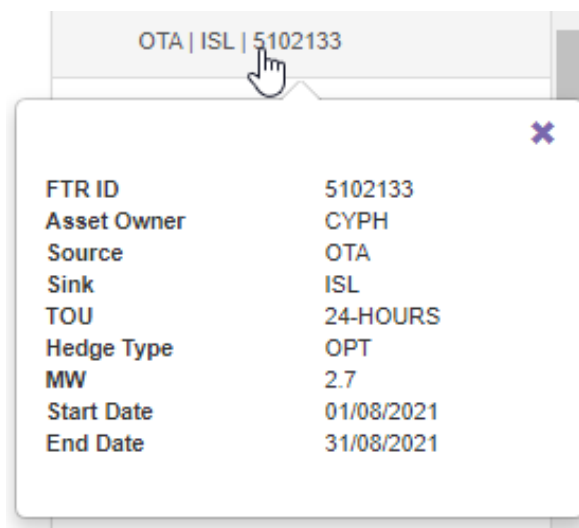 OTA | ISL | 5102133
FTR ID 5102133
Asset Owner CYPH
Source OTA
Sink ISL
TOU 24-HOURS
Hedge Type OPT
MW 2.7
Start Date 01/08/2021
End Date 31/08/2021